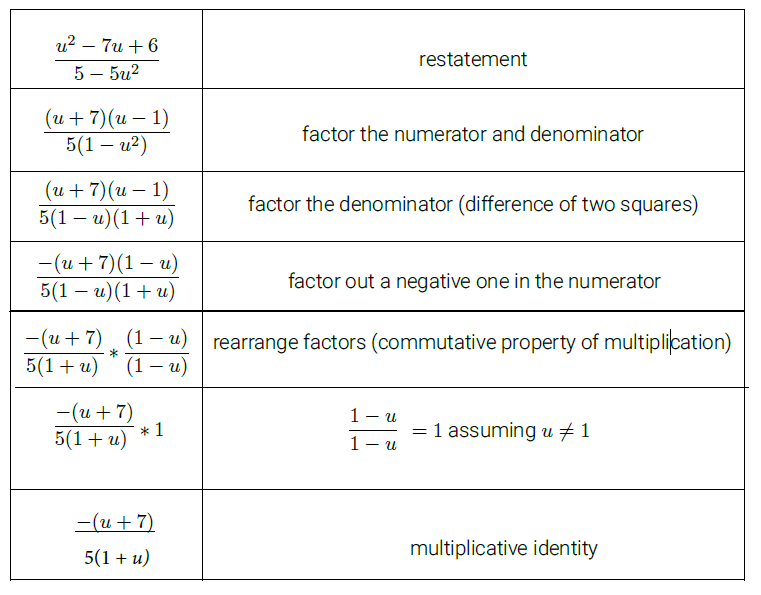 \frac{u^2 - 7u + 6}{5 - 5u^2} restatement
\frac{(u + 7)(u - 1)}{5(1 - u^2)} factor the numerator and denominator
\frac{(u + 7)(u - 1)}{5(1 - u)(1 + u)} factor the denominator (difference of two squares)
\frac{-(u + 7)(1 - u)}{5(1 - u)(1 + u)} factor out a negative one in the numerator
\frac{-(u + 7)}{5(1 + u)} * \frac{(1 - u)}{(1 - u)} rearrange factors (commutative property of multiplication)
\frac{-(u + 7)}{5(1 + u)} * 1 \frac{1 - u}{1 - u} = 1 assuming u ≠ 1
\frac{-(u + 7)}{5(1 + u)} multiplicative identity